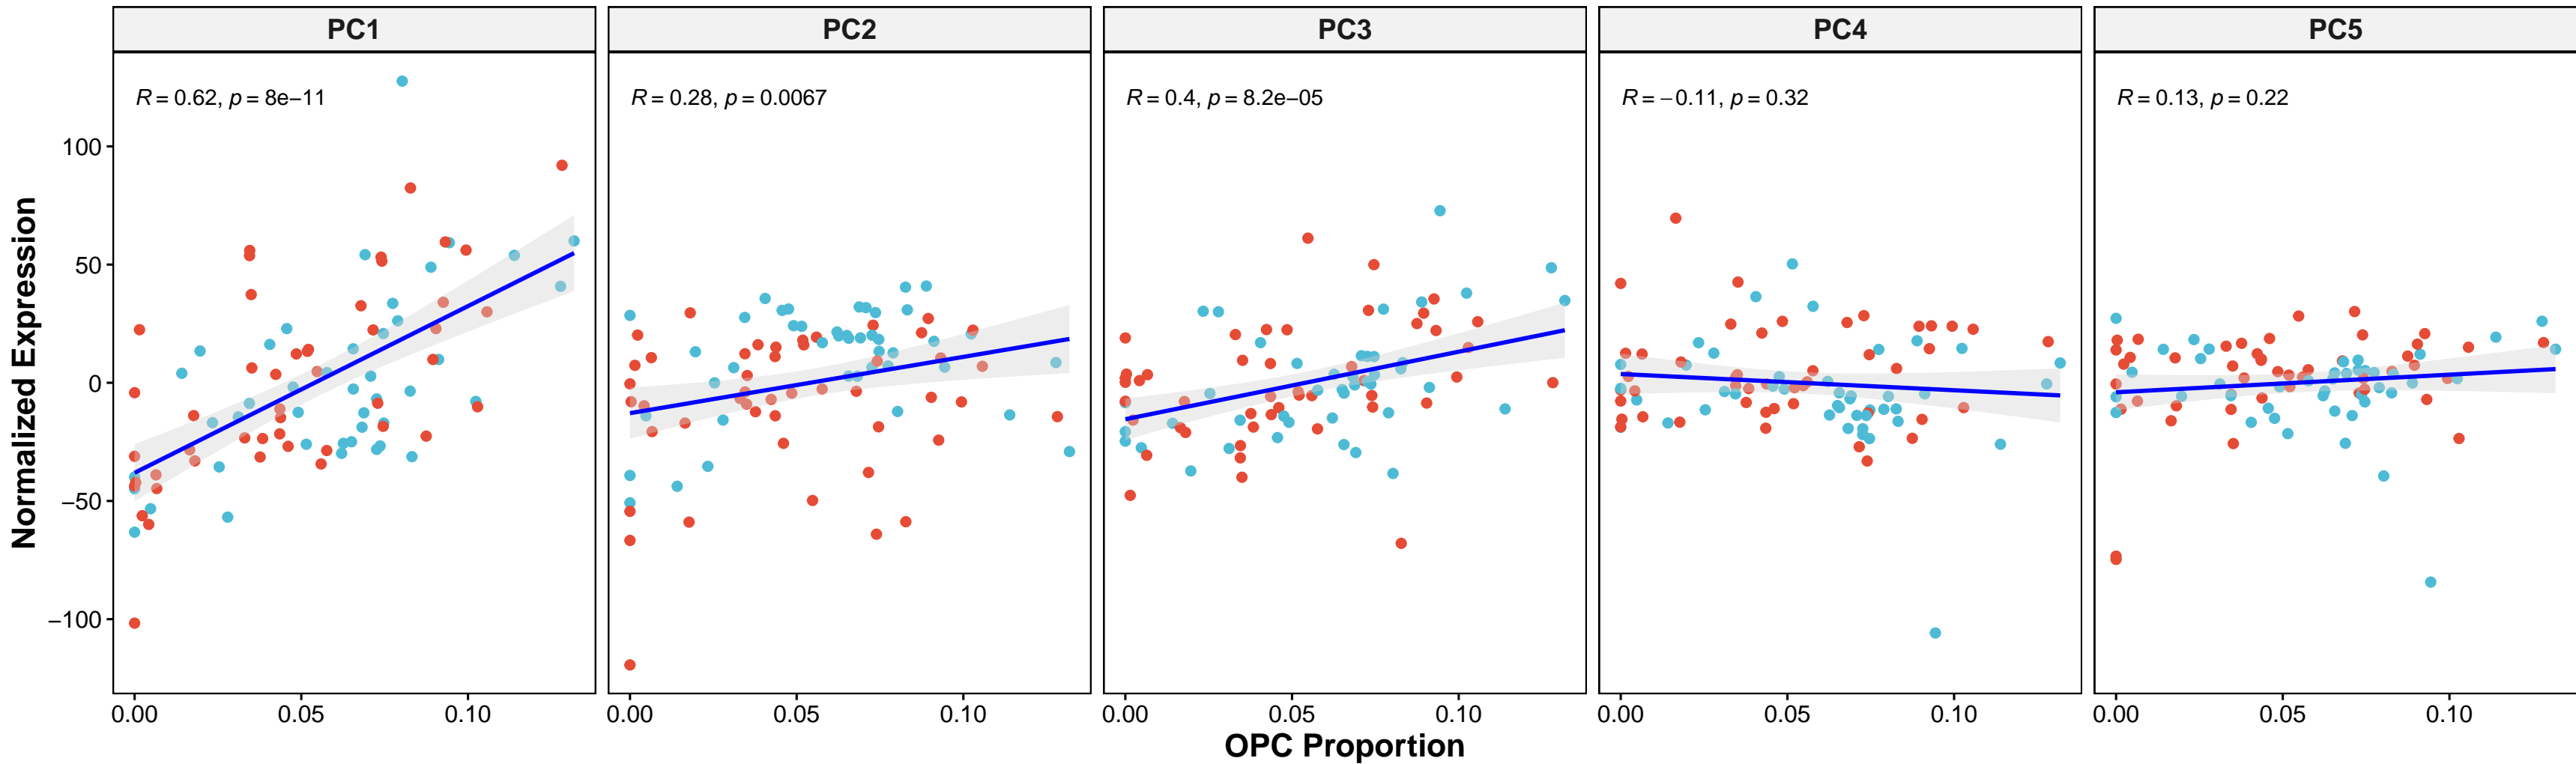 PC1 PC2 PC3 PC4 PC5
R = 0.62, p = 8e−11 R = 0.28, p = 0.0067 R = 0.4, p = 8.2e−05 R = −0.11, p = 0.32 R = 0.13, p = 0.22
100
50
0
−50
−100
Normalized Expression
0.00 0.05 0.10 0.00 0.05 0.10 0.00 0.05 0.10 0.00 0.05 0.10 0.00 0.05 0.10
OPC Proportion